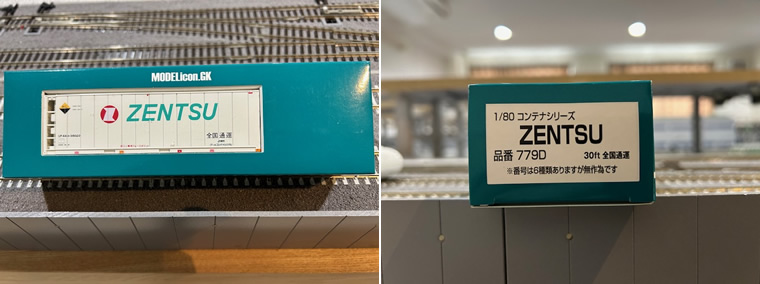 MODELicon.GK
ZENTSU
全国通運
1/80 コンテナシリーズ
ZENTSU
品番 779D
30ft 全国通運
※番号は6種類ありますが無作為です